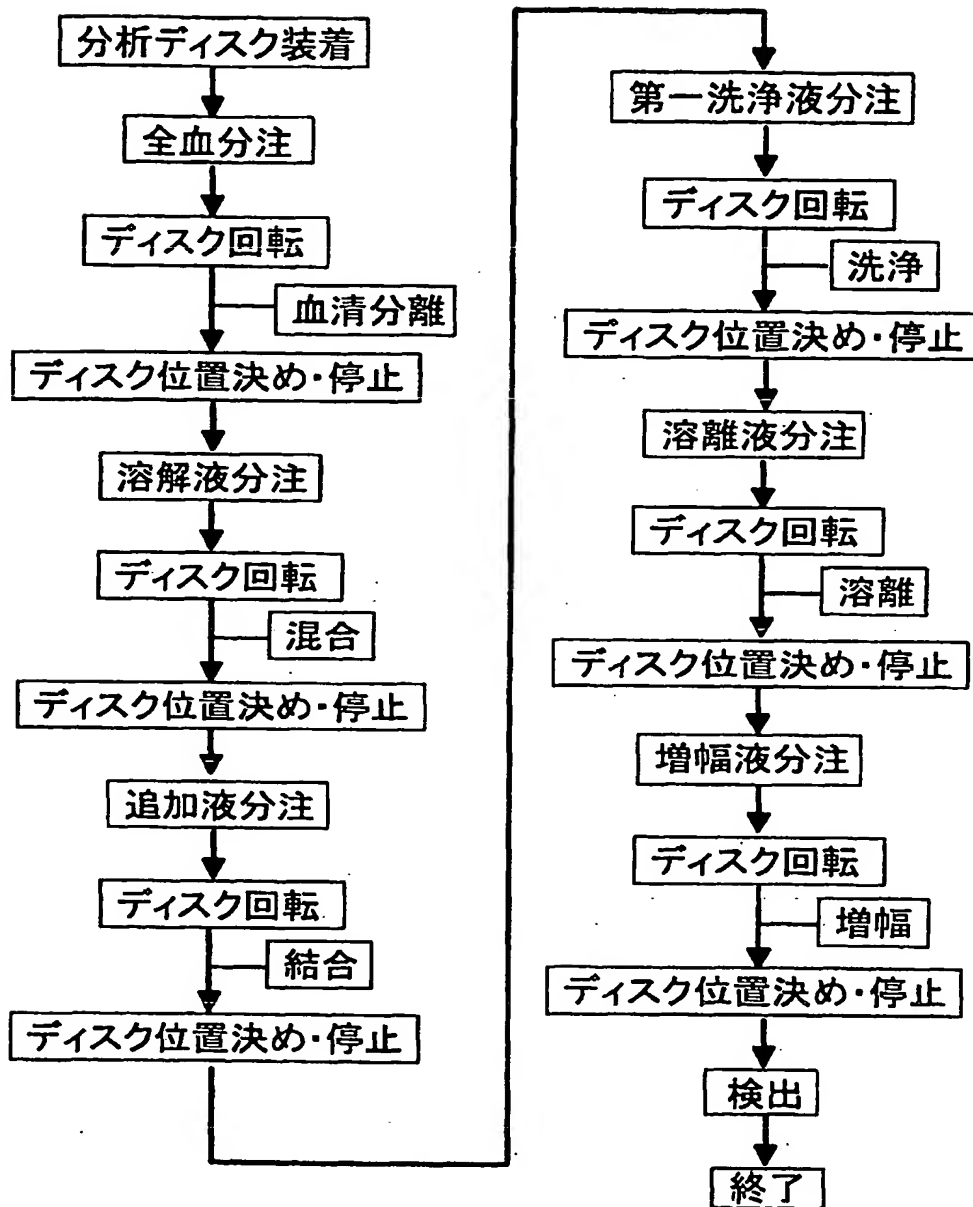 分析ディスク装着
全血分注
ディスク回転
血清分離
ディスク位置決め・停止
溶解液分注
ディスク回転
混合
ディスク位置決め・停止
追加液分注
ディスク回転
結合
ディスク位置決め・停止
第一洗浄液分注
ディスク回転
洗浄
ディスク位置決め・停止
溶離液分注
ディスク回転
溶離
ディスク位置決め・停止
増幅液分注
ディスク回転
増幅
ディスク位置決め・停止
検出
終了